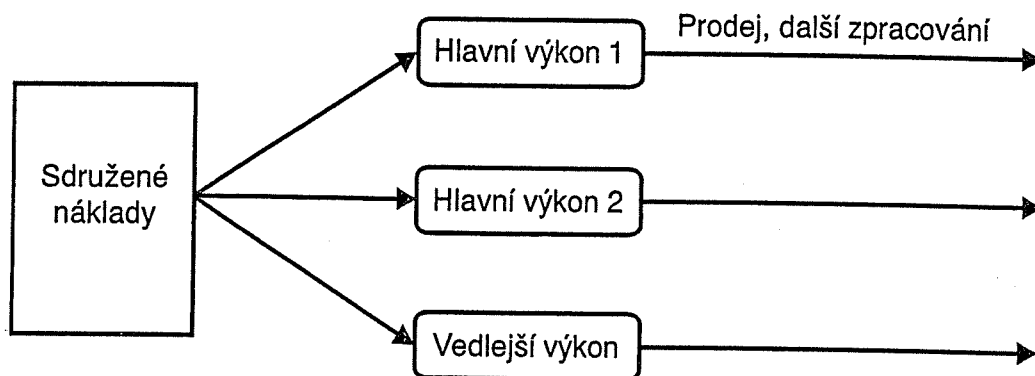 Prodej, další zpracování
Hlavní výkon 1
Sdružené
náklady
Hlavní výkon 2
Vedlejší výkon